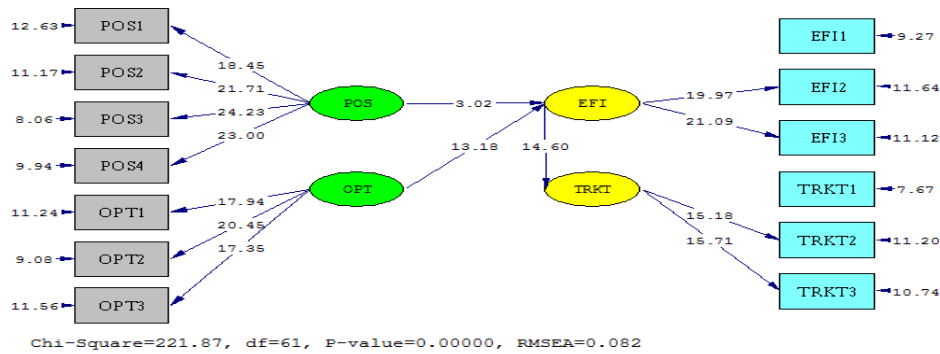 12.63 POS1
11.17 POS2
8.06 POS3
9.94 POS4
11.24 OPT1
9.08 OPT2
11.56 OPT3
18.45
21.71
24.23
23.00
17.94
20.45
17.35
POS
OPT
3.02
13.18
14.60
EFI
TRKT
19.97
21.09
15.18
15.71
EFI1 9.27
EFI2 11.64
EFI3 11.12
TRKT1 7.67
TRKT2 11.20
TRKT3 10.74
Chi-Square=221.87, df=61, P-value=0.00000, RMSEA=0.082